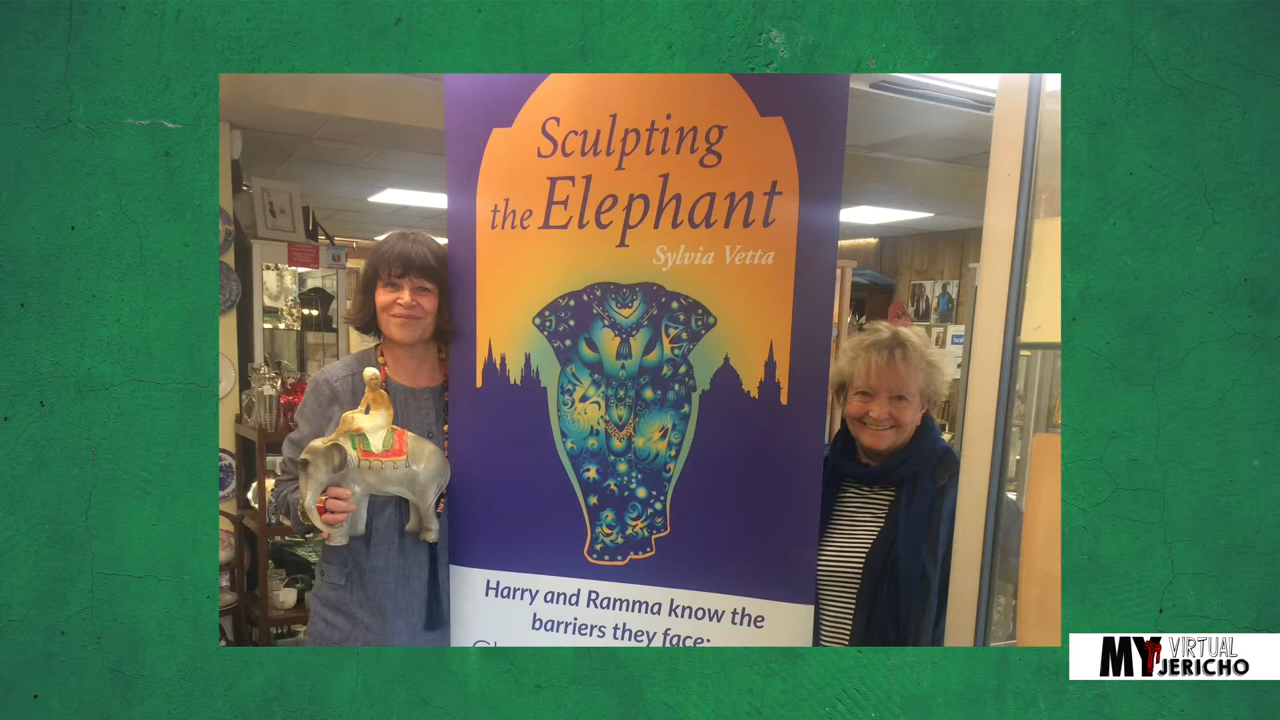 Sculpting
the Elephant
Sylvia Vetta
Harry and Ramma know the
barriers they face:
MY VIRTUAL
JERICHO